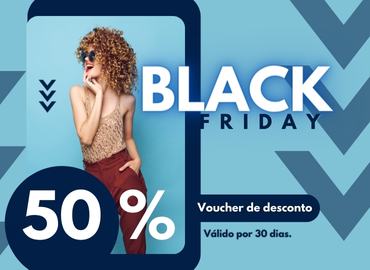 BLACK
FRIDAY
50 %
Voucher de desconto
Válido por 30 dias.